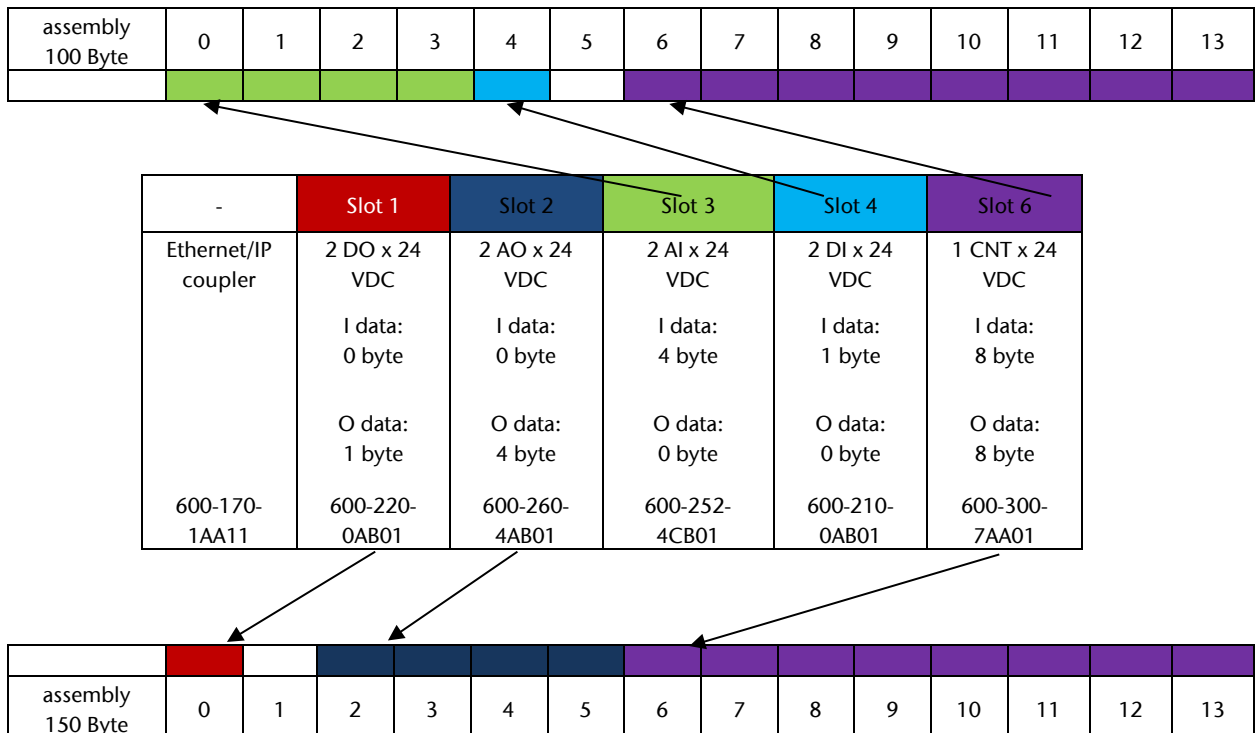 assembly
100 Byte
0 1 2 3 4 5 6 7 8 9 10 11 12 13
- Slot 1 Slot 2 Slot 3 Slot 4 Slot 6
Ethernet/IP 2 DO x 24 2 AO x 24 2 AI x 24 2 DI x 24 1 CNT x 24
coupler VDC VDC VDC VDC VDC
I data: I data: I data: I data: I data:
0 byte 0 byte 4 byte 1 byte 8 byte
O data: O data: O data: O data: O data:
1 byte 4 byte 0 byte 0 byte 8 byte
600-170- 600-220- 600-260- 600-252- 600-210- 600-300-
1AA11 0AB01 4AB01 4CB01 0AB01 7AA01
assembly
150 Byte
0 1 2 3 4 5 6 7 8 9 10 11 12 13